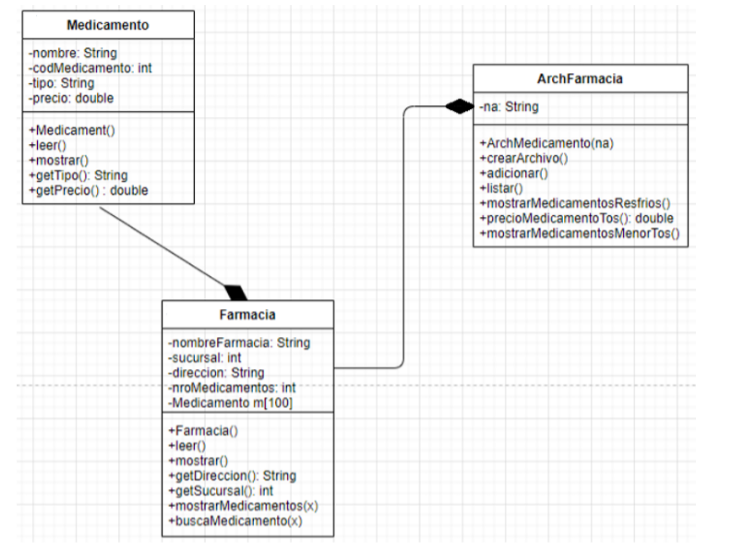 Medicamento
-nombre: String
-codMedicamento: int
-tipo: String
-precio: double
+Medicament()
+leer()
+mostrar()
+getTipo(): String
+getPrecio() : double
ArchFarmacia
-na: String
+ArchMedicamento(na)
+crearArchivo()
+adicionar()
+listar()
+mostrarMedicamentosResfrios()
+precioMedicamentoTos(): double
+mostrarMedicamentosMenorTos()
Farmacia
-nombreFarmacia: String
-sucursal: int
-direccion: String
-nroMedicamentos: int
-Medicamento m[100]
+Farmacia()
+leer()
+mostrar()
+getDireccion(): String
+getSucursal(): int
+mostrarMedicamentos(x)
+buscaMedicamento(x)